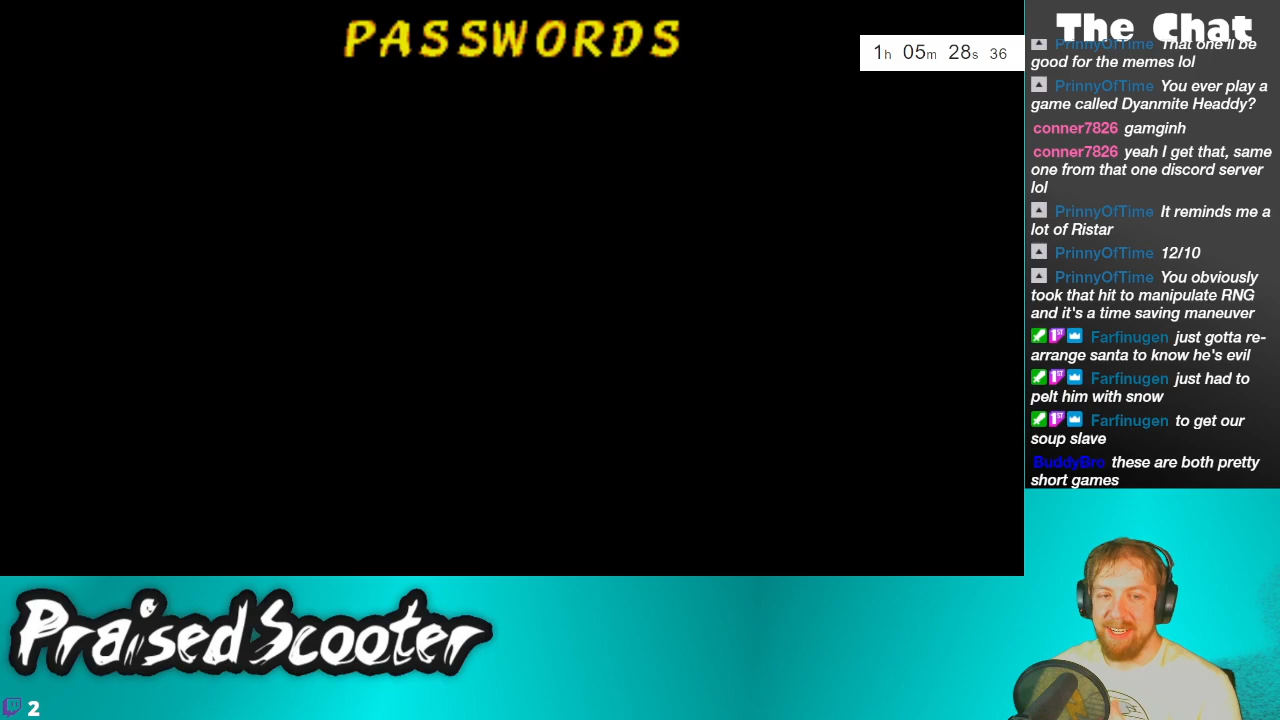 PASSWORDS
1h 05m 28s 36
The Chat
PrinnyOfTime That one'll be
good for the memes lol
PrinnyOfTime You ever play a
game called Dyanmite Headdy?
conner7826 gamginh
conner7826 yeah I get that, same
one from that one discord server
lol
PrinnyOfTime It reminds me a
lot of Ristar
PrinnyOfTime 12/10
PrinnyOfTime You obviously
took that hit to manipulate RNG
and it's a time saving maneuver
1ST Farfinugen just gotta re-
arrange santa to know he's evil
1ST Farfinugen just had to
pelt him with snow
1ST Farfinugen to get our
soup slave
BuddyBro these are both pretty
short games
PraisedScooter
2